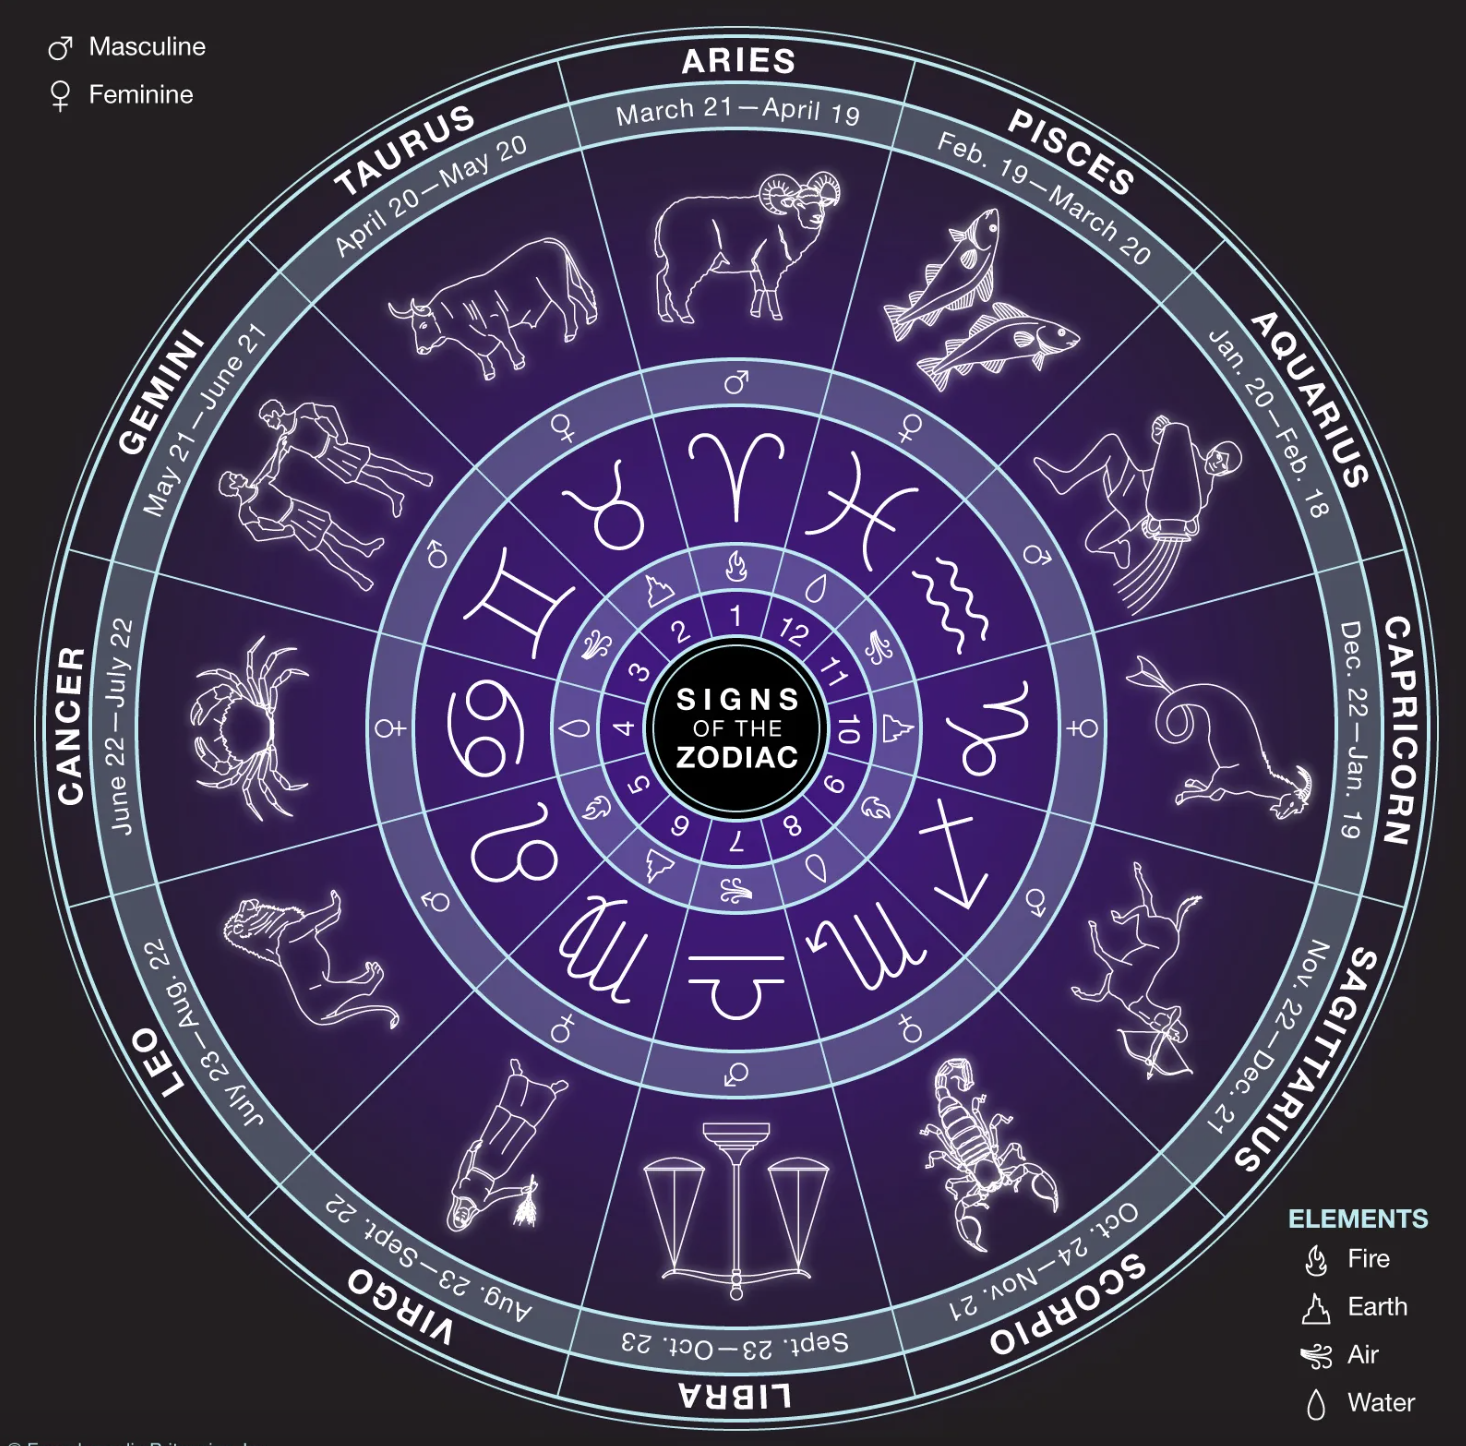 Masculine
Feminine
ARIES
March 21—April 19
PISCES
Feb. 19—March 20
AQUARIUS
Jan. 20—Feb. 18
CAPRICORN
Dec. 22—Jan. 19
SAGITTARIUS
Nov. 22—Dec. 21
SCORPIO
Oct. 24—Nov. 21
LIBRA
Sept. 23—Oct. 23
VIRGO
Aug. 23—Sept. 22
LEO
July 23—Aug. 22
CANCER
June 22—July 22
GEMINI
May 21—June 21
TAURUS
April 20—May 20
1
2
3
4
5
6
7
8
9
10
11
12
SIGNS
OF THE
ZODIAC
ELEMENTS
Fire
Earth
Air
Water